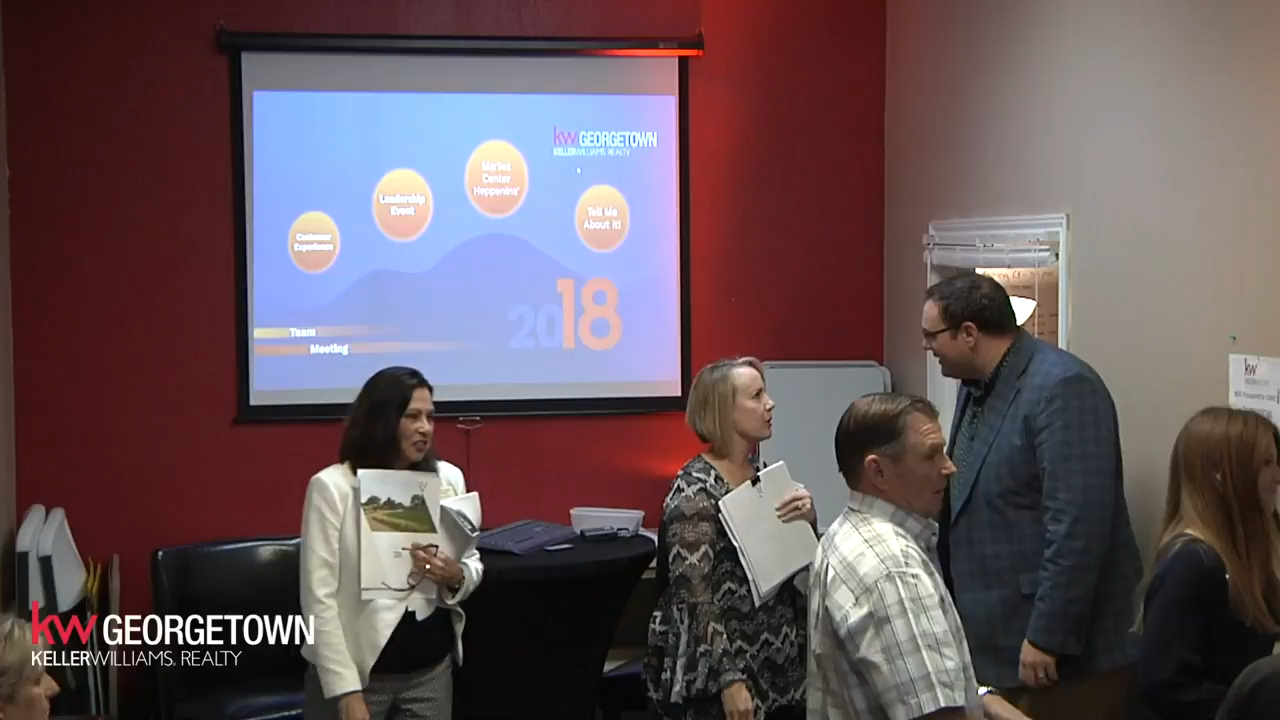 kw GEORGETOWN
KELLERWILLIAMS. REALTY
Market
Center
Happenins'
Leadership
Event
Tell Me
About It!
Customer
Experience
2018
Team
Meeting
kw
kw GEORGETOWN
KELLERWILLIAMS. REALTY